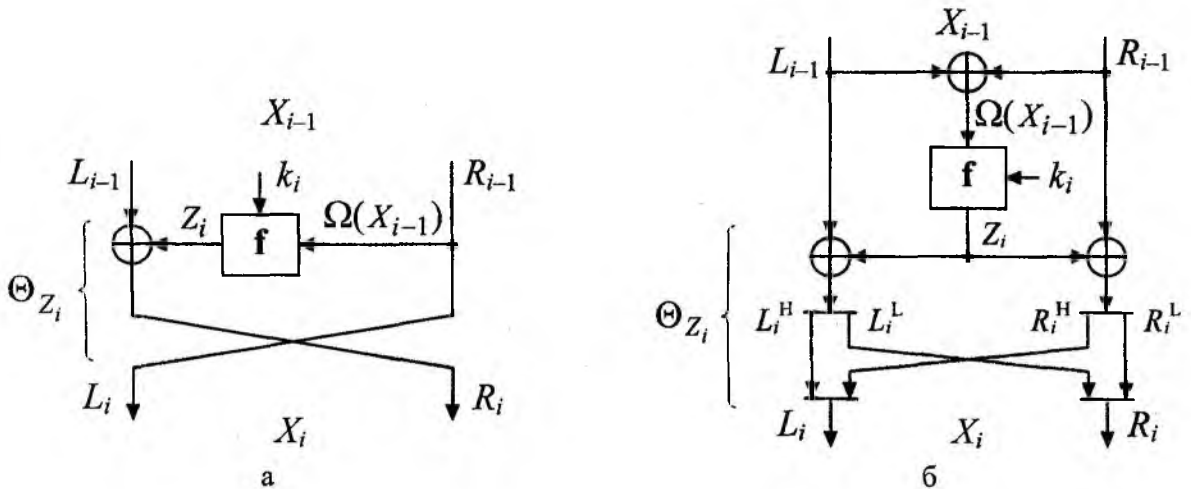 X_{i-1}
L_{i-1}
k_i
R_{i-1}
Z_i
f
Ω(X_{i-1})
Θ_{Z_i}
L_i
R_i
X_i
а
X_{i-1}
L_{i-1}
R_{i-1}
Ω(X_{i-1})
f
k_i
Z_i
Θ_{Z_i}
L_i^H
L_i^L
R_i^H
R_i^L
L_i
X_i
R_i
б